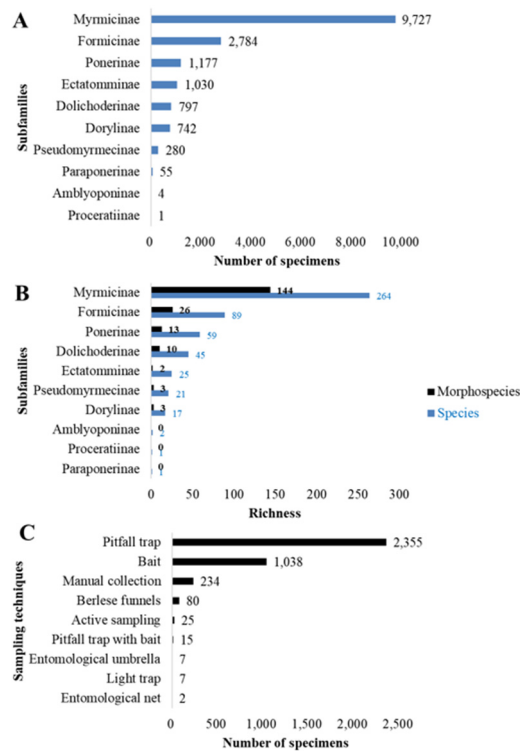 A
Subfamilies
Myrmicinae 9,727
Formicinae 2,784
Ponerinae 1,177
Ectatomminae 1,030
Dolichoderinae 797
Dorylinae 742
Pseudomyrmecinae 280
Paraponerinae 55
Amblyoponinae 4
Proceratiinae 1
0 2,000 4,000 6,000 8,000 10,000
Number of specimens
B
Subfamilies
Myrmicinae 144 264
Formicinae 26 89
Ponerinae 13 59
Dolichoderinae 10 45
Ectatomminae 2 25
Pseudomyrmecinae 3 21
Dorylinae 3 17
Amblyoponinae 0 2
Proceratiinae 0 1
Paraponerinae 0 1
0 50 100 150 200 250 300
Richness
Morphospecies
Species
C
Sampling techniques
Pitfall trap 2,355
Bait 1,038
Manual collection 234
Berlese funnels 80
Active sampling 25
Pitfall trap with bait 15
Entomological umbrella 7
Light trap 7
Entomological net 2
0 500 1,000 1,500 2,000 2,500
Number of specimens